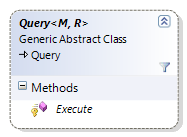 Query<M, R>
Generic Abstract Class
Query
Methods
Execute